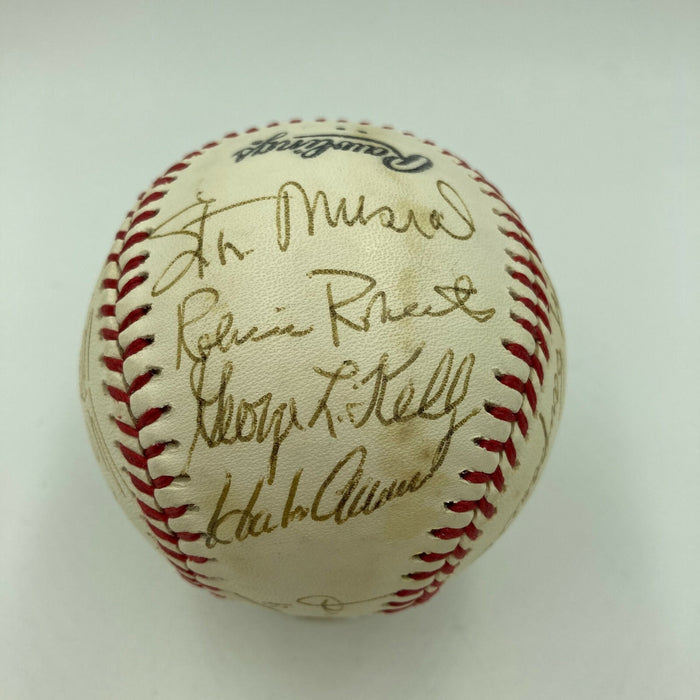 Rawlings
Stan Musial
Robin Roberts
George L. Kell
Hank Aaron